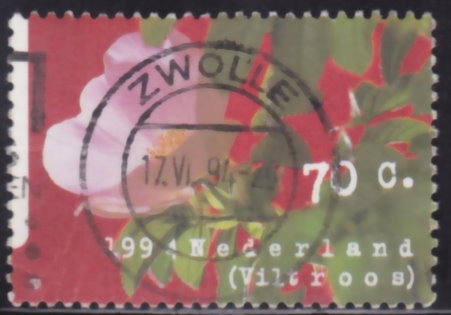 ZWOLLE
17.VI.94
70 c.
1994 Nederland
(Viltroos)